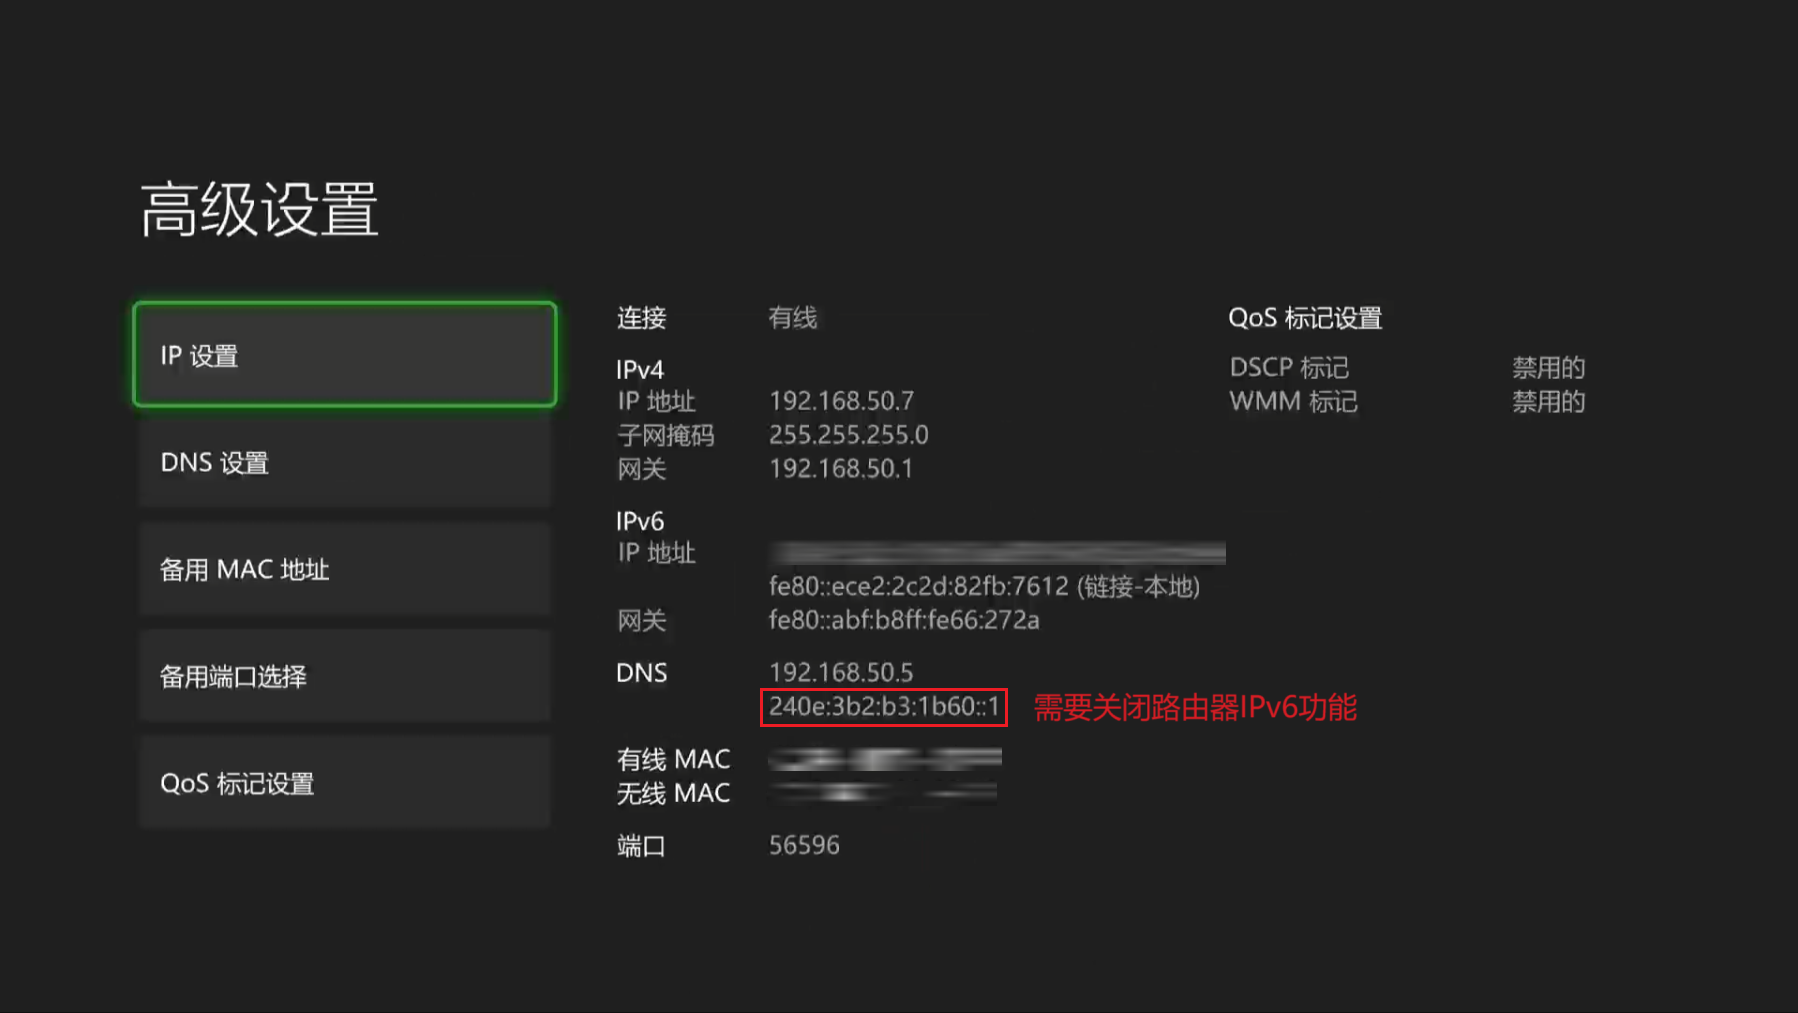 高级设置
IP 设置
DNS 设置
备用 MAC 地址
备用端口选择
QoS 标记设置
连接 有线
IPv4
IP 地址 192.168.50.7
子网掩码 255.255.255.0
网关 192.168.50.1
IPv6
IP 地址
fe80::ece2:2c2d:82fb:7612 (链接-本地)
网关 fe80::abf:b8ff:fe66:272a
DNS 192.168.50.5
240e:3b2:b3:1b60::1 需要关闭路由器IPv6功能
有线 MAC
无线 MAC
端口 56596
QoS 标记设置
DSCP 标记 禁用的
WMM 标记 禁用的